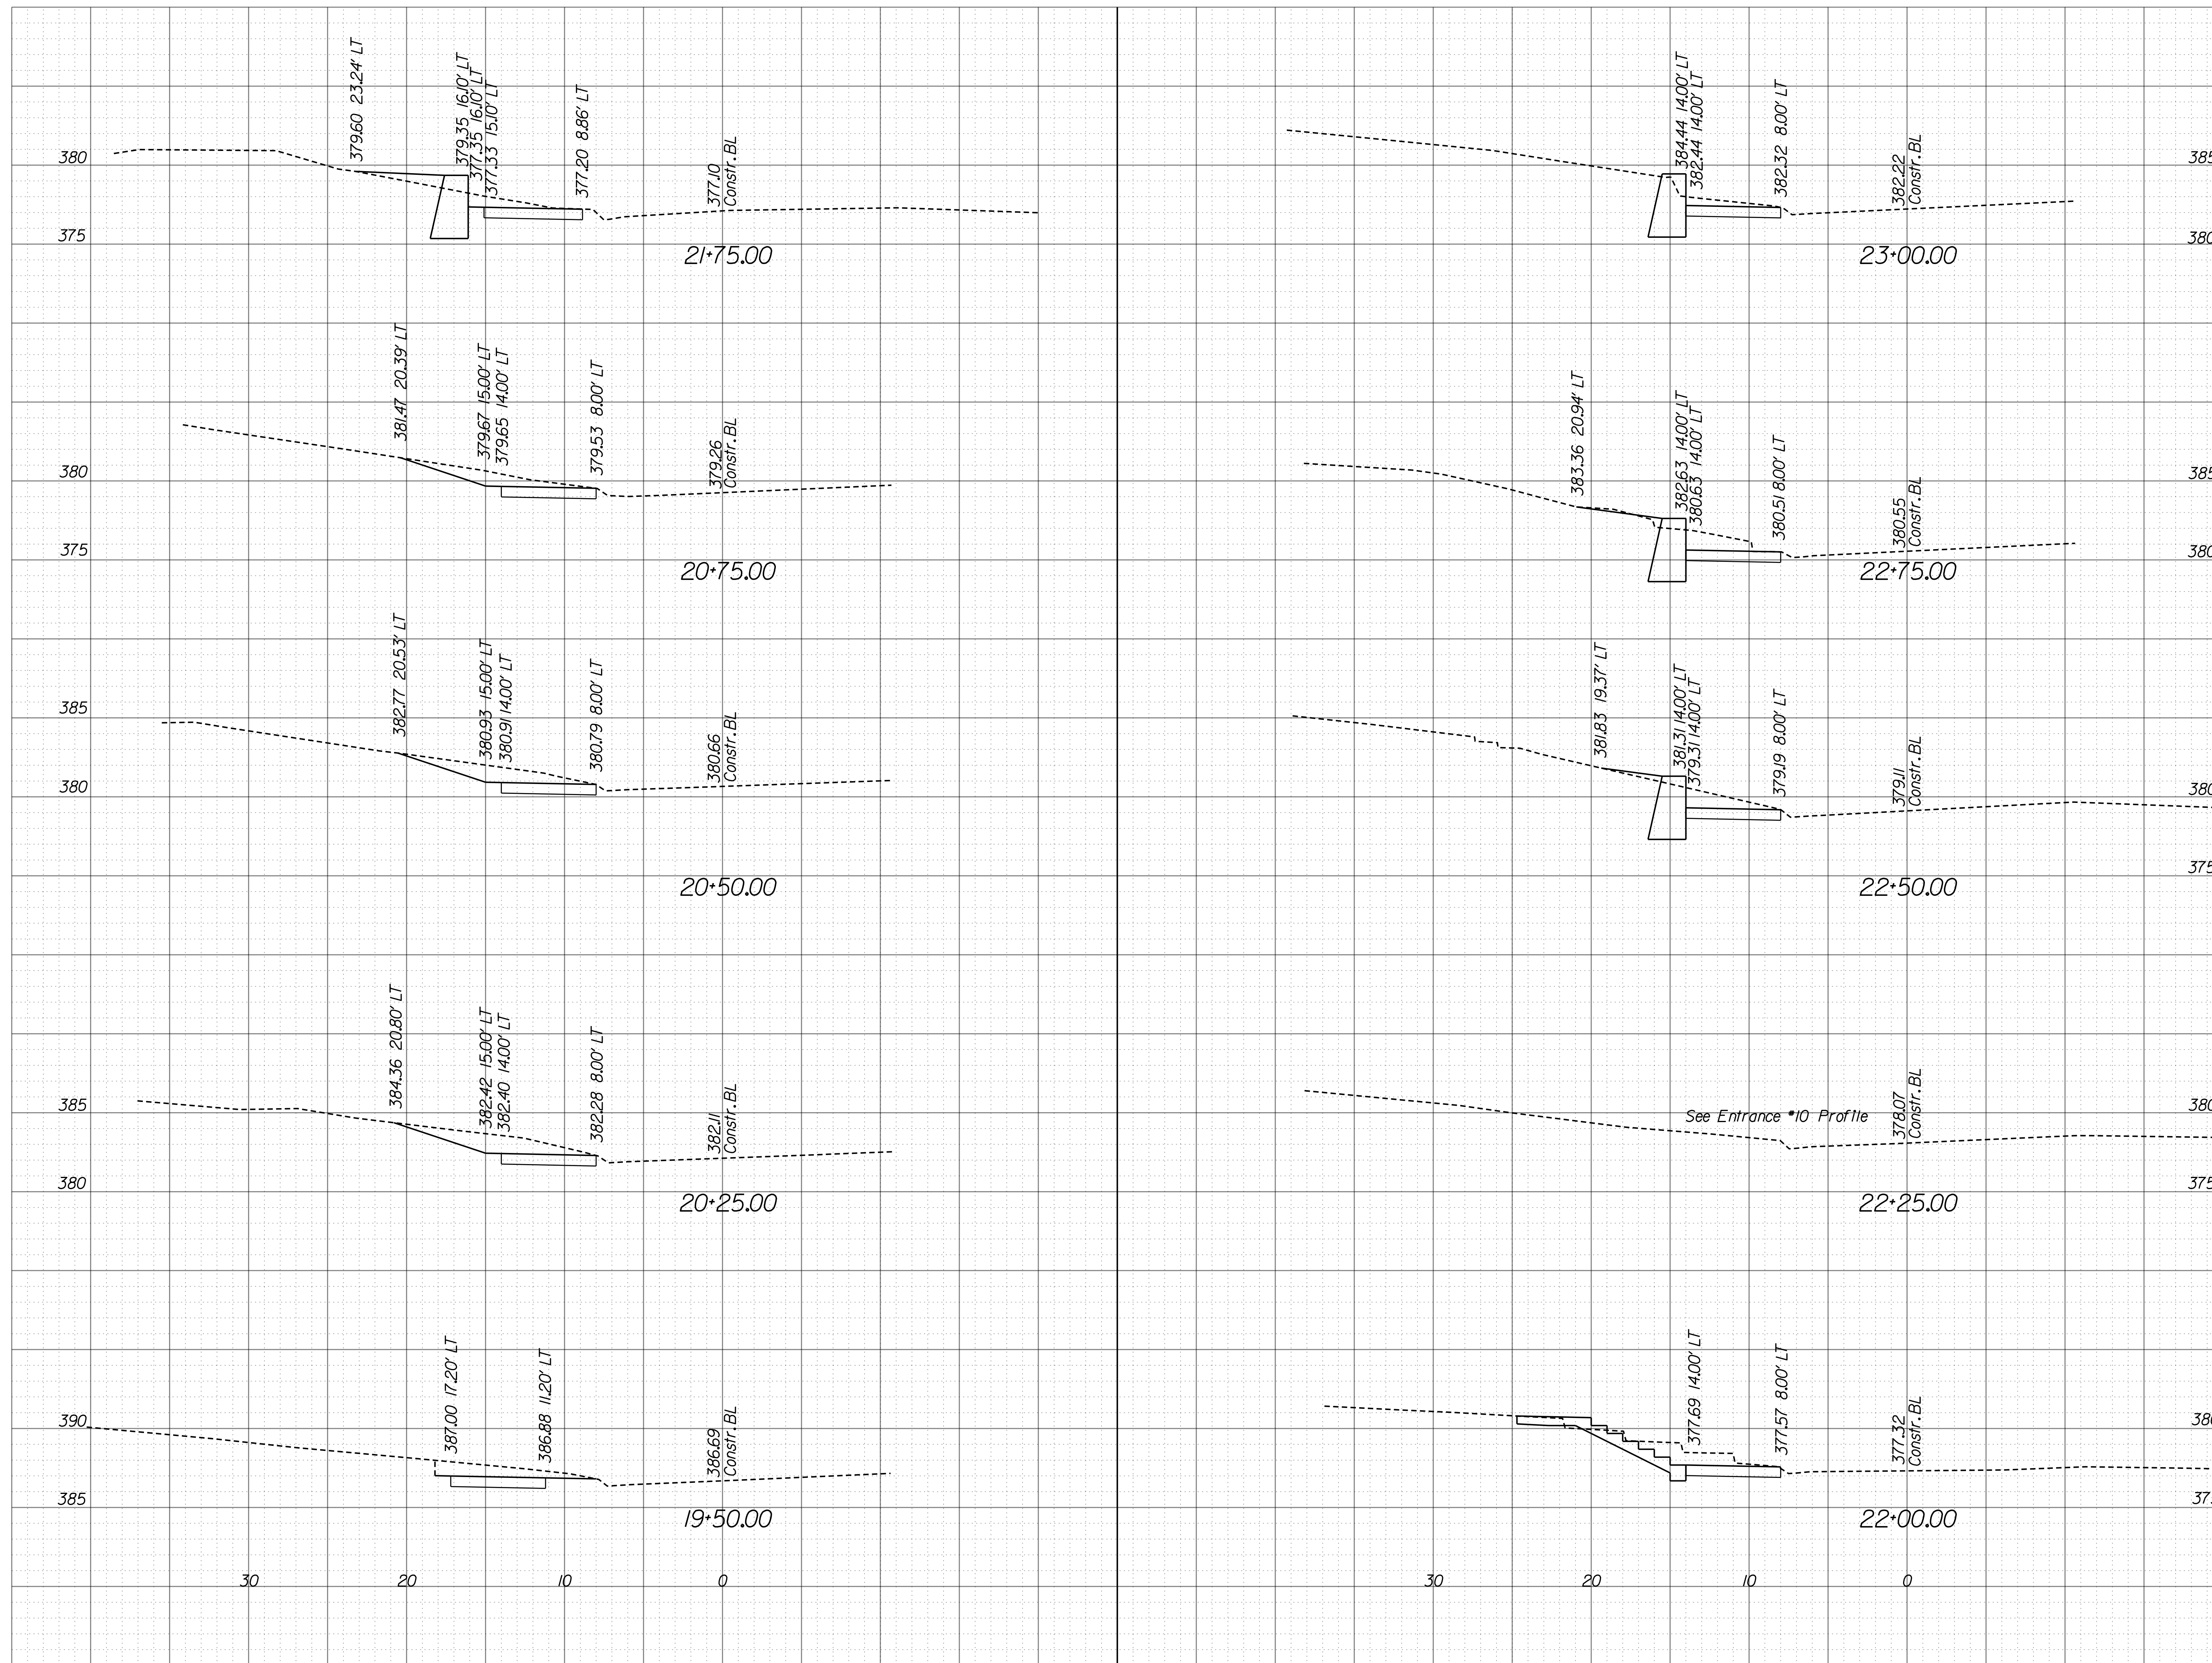 379.60 23.24' LT
379.35 16.10' LT
377.35 16.10' LT
377.33 15.10' LT
377.20 8.86' LT
377.10
Constr. BL
380
375
21+75.00
381.47 20.39' LT
379.67 15.00' LT
379.65 14.00' LT
379.53 8.00' LT
379.26
Constr. BL
380
375
20+75.00
382.77 20.53' LT
380.93 15.00' LT
380.91 14.00' LT
380.79 8.00' LT
380.66
Constr. BL
385
380
20+50.00
384.36 20.80' LT
382.42 15.00' LT
382.40 14.00' LT
382.28 8.00' LT
382.11
Constr. BL
385
380
20+25.00
387.00 17.20' LT
386.88 11.20' LT
386.69
Constr. BL
390
385
19+50.00
30 20 10 0
384.44 14.00' LT
382.44 14.00' LT
382.32 8.00' LT
382.22
Constr. BL
23+00.00
383.36 20.94' LT
382.63 14.00' LT
380.63 14.00' LT
380.51 8.00' LT
380.55
Constr. BL
22+75.00
381.83 19.37' LT
381.31 14.00' LT
379.31 14.00' LT
379.19 8.00' LT
379.11
Constr. BL
22+50.00
See Entrance #10 Profile
378.07
Constr. BL
22+25.00
377.69 14.00' LT
377.57 8.00' LT
377.32
Constr. BL
22+00.00
30 20 10 0